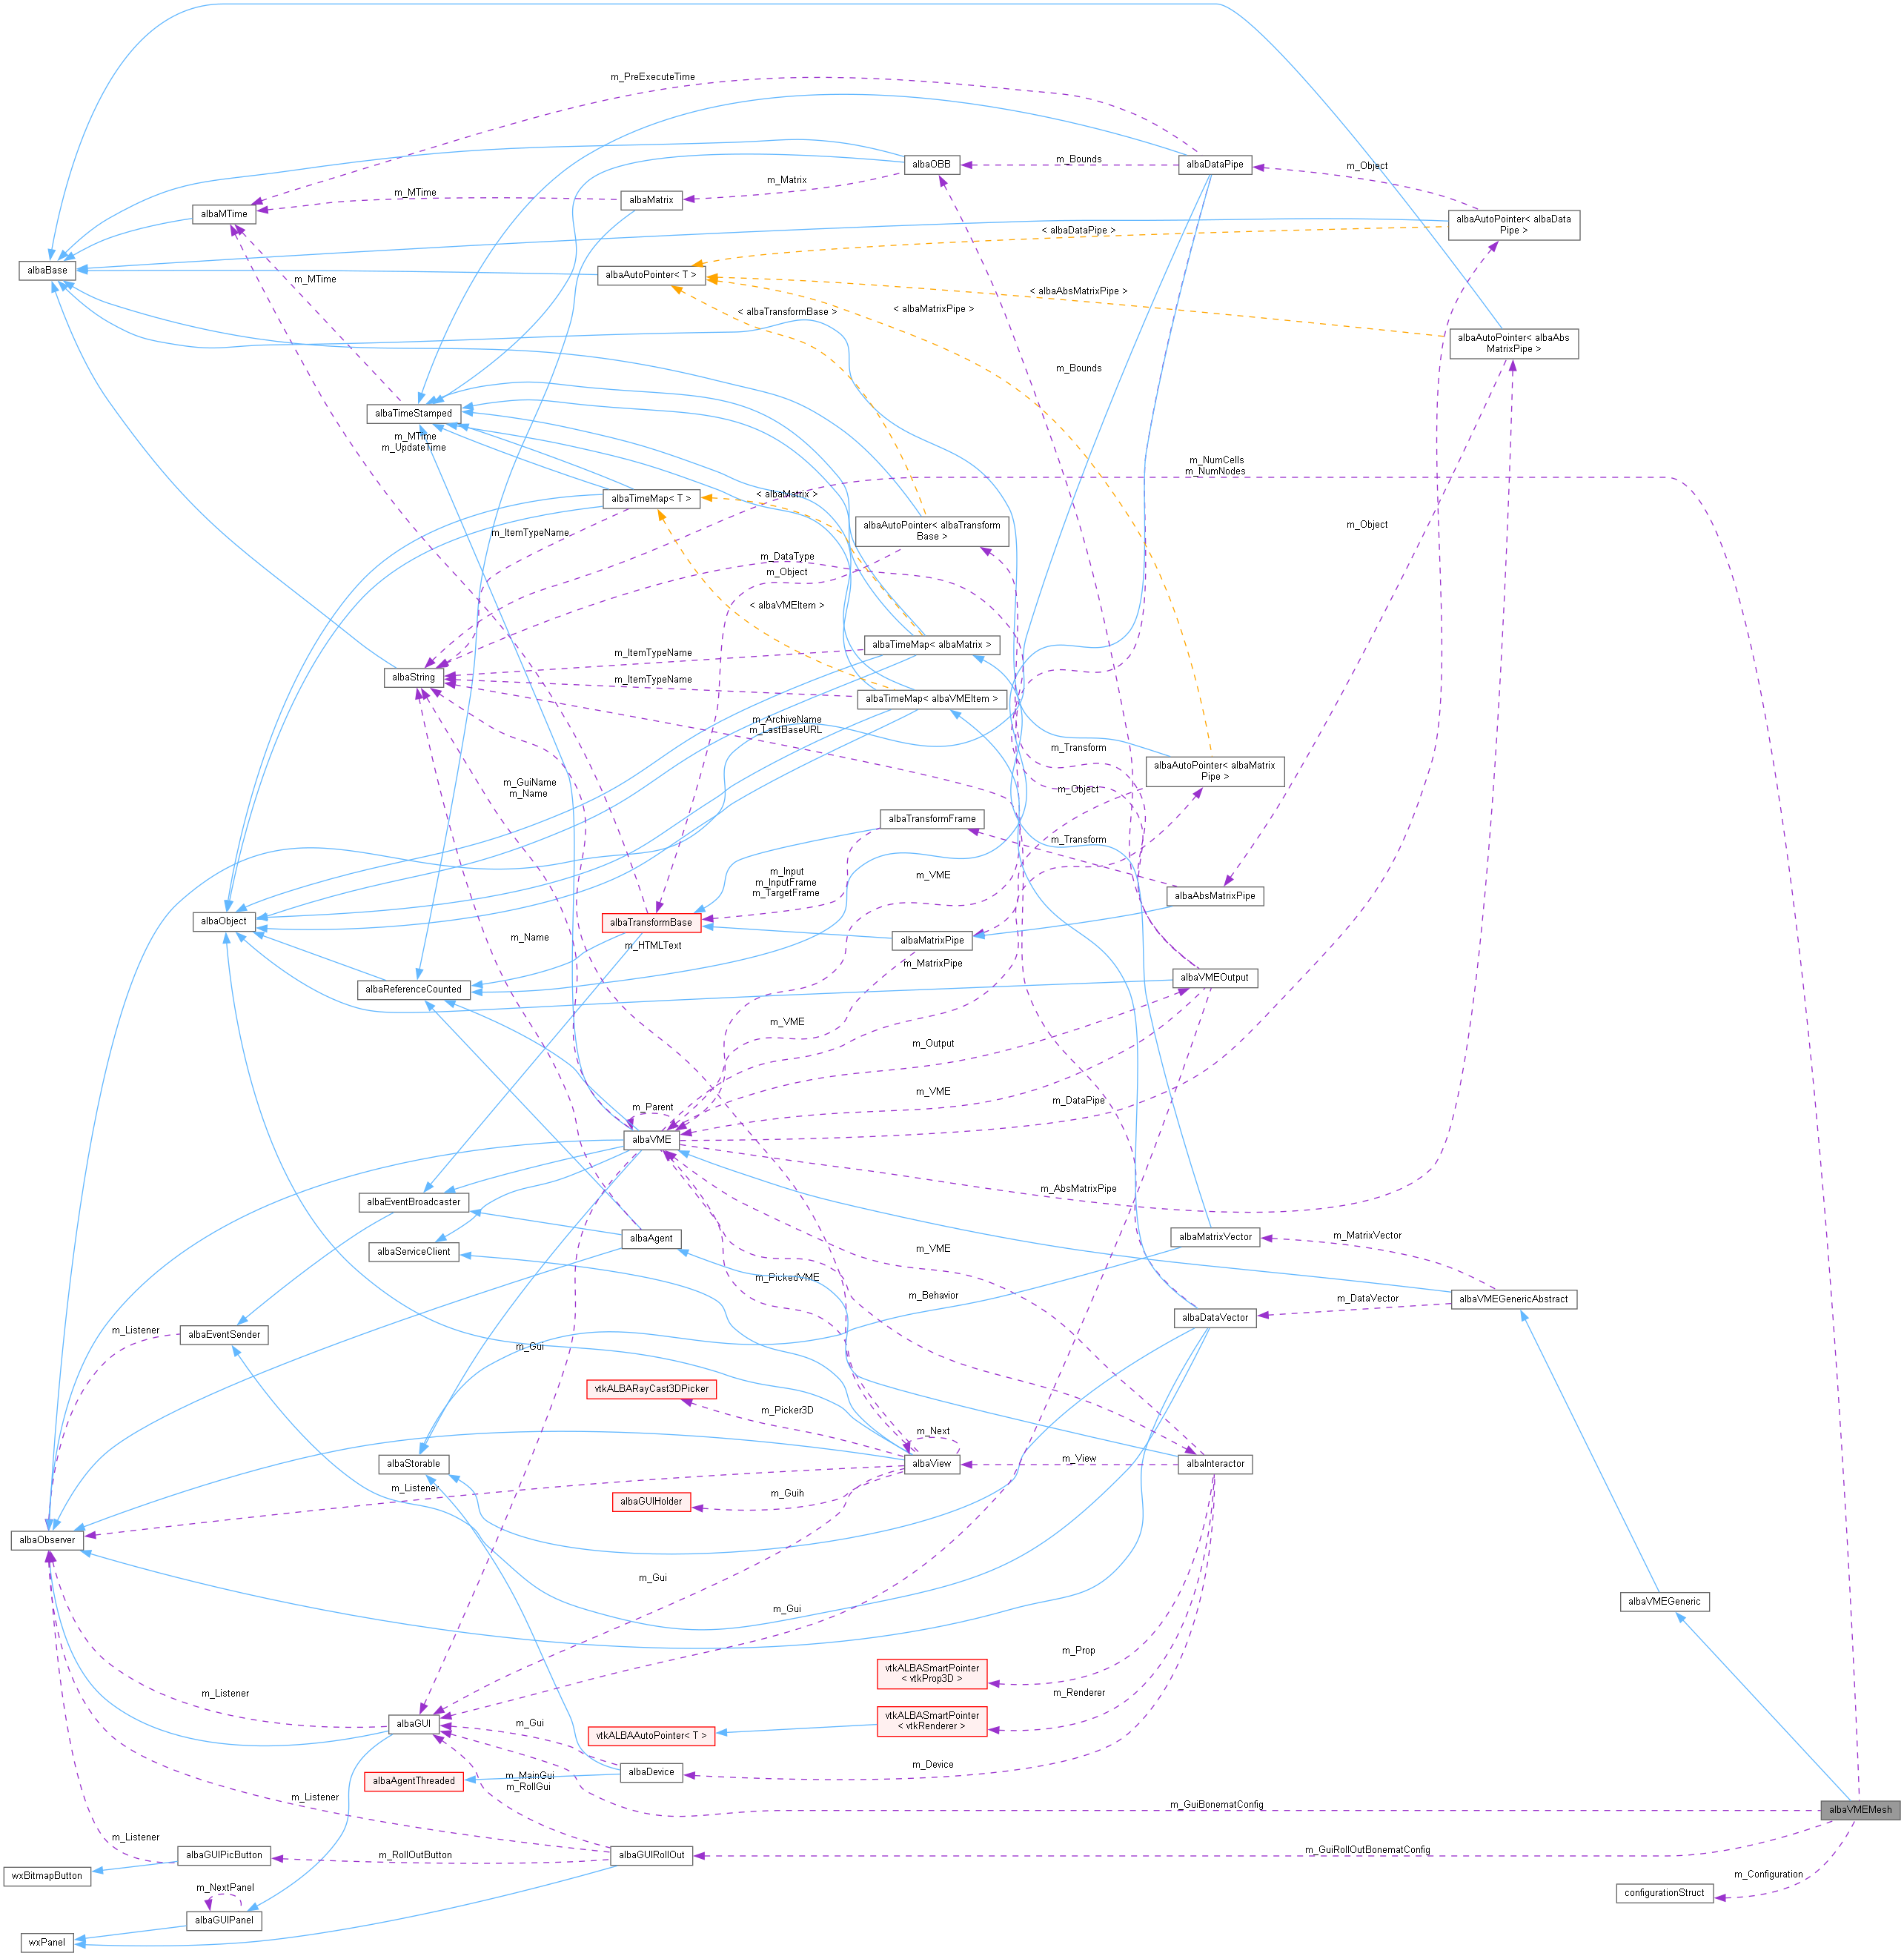 m_PreExecuteTime
albaOBB
m_Bounds
albaDataPipe
m_Object
m_Matrix
m_MTime
albaMatrix
albaMTime
albaAutoPointer< albaData
Pipe >
< albaDataPipe >
albaBase
m_MTime
albaAutoPointer< T >
< albaAbsMatrixPipe >
< albaTransformBase >
< albaMatrixPipe >
albaAutoPointer< albaAbs
MatrixPipe >
m_Bounds
albaTimeStamped
m_MTime
m_UpdateTime
m_NumCells
m_NumNodes
albaTimeMap< T >
< albaMatrix >
albaAutoPointer< albaTransform
Base >
m_Object
m_ItemTypeName
m_DataType
m_Object
< albaVMEItem >
albaTimeMap< albaMatrix >
m_ItemTypeName
albaString
m_ItemTypeName
albaTimeMap< albaVMEItem >
m_ArchiveName
m_LastBaseURL
m_Transform
albaAutoPointer< albaMatrix
Pipe >
m_GuiName
m_Name
m_Object
albaTransformFrame
m_Transform
m_Input
m_InputFrame
m_TargetFrame
m_VME
albaAbsMatrixPipe
albaObject
albaTransformBase
m_Name
m_HTMLText
albaMatrixPipe
m_MatrixPipe
albaVMEOutput
albaReferenceCounted
m_VME
m_Output
m_VME
m_DataPipe
m_Parent
albaVME
m_AbsMatrixPipe
albaEventBroadcaster
albaAgent
albaServiceClient
m_VME
albaMatrixVector
m_MatrixVector
m_PickedVME
m_Behavior
m_DataVector
albaVMEGenericAbstract
albaDataVector
m_Listener
albaEventSender
m_Gui
vtkALBARayCast3DPicker
m_Picker3D
m_Next
albaStorable
albaView
m_View
albaInteractor
m_Listener
m_Guih
albaGUIHolder
albaObserver
m_Gui
m_Gui
albaVMEGeneric
m_Prop
vtkALBASmartPointer
< vtkProp3D >
m_Listener
m_Renderer
albaGUI
m_Gui
vtkALBASmartPointer
< vtkRenderer >
vtkALBAAutoPointer< T >
m_Device
albaDevice
albaAgentThreaded
m_MainGui
m_RollGui
m_Listener
m_GuiBonematConfig
albaVMEMesh
m_Listener
albaGUIPicButton
m_RollOutButton
albaGUIRollOut
m_GuiRollOutBonematConfig
wxBitmapButton
m_Configuration
m_NextPanel
configurationStruct
albaGUIPanel
wxPanel